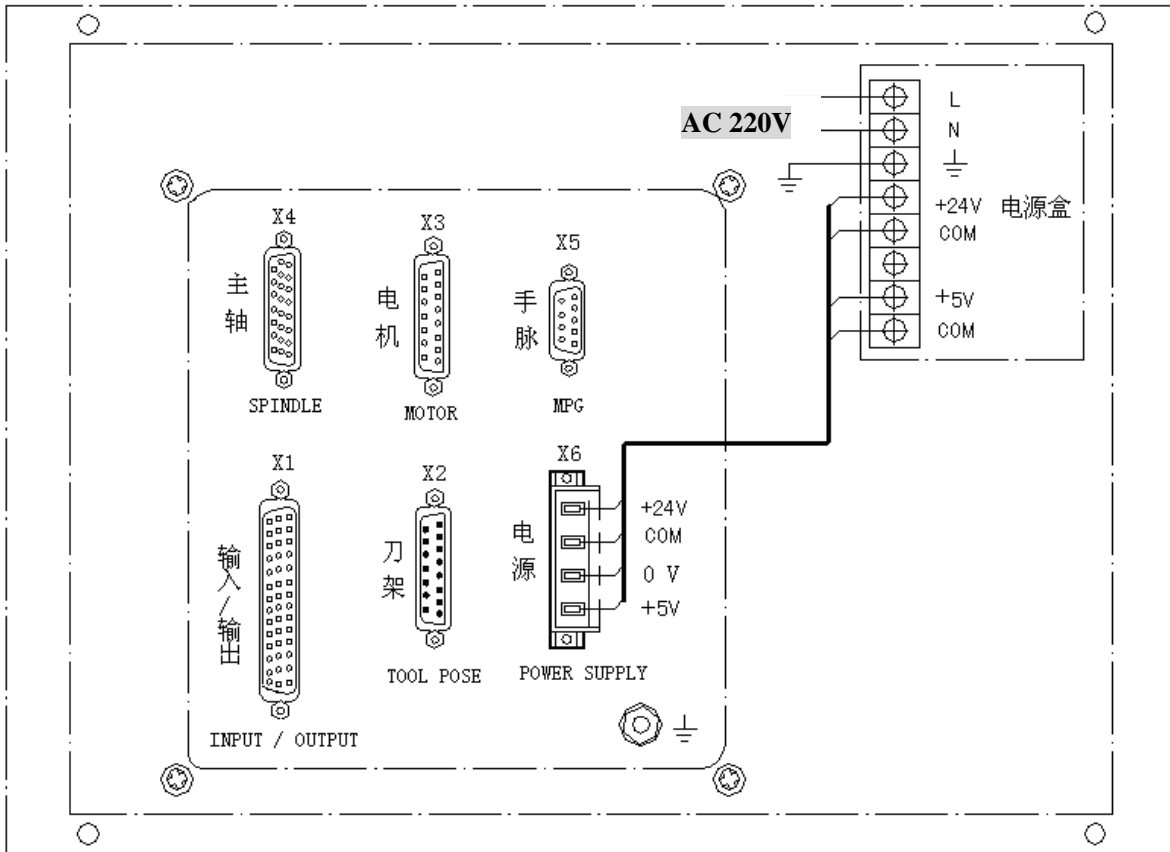 AC 220V
L
N
+24V 电源盒
COM
+5V
COM
X4
X3
X5
主轴
电机
手脉
SPINDLE
MOTOR
MPG
X1
X2
X6
输入/输出
刀架
电源
+24V
COM
0 V
+5V
INPUT / OUTPUT
TOOL POSE
POWER SUPPLY